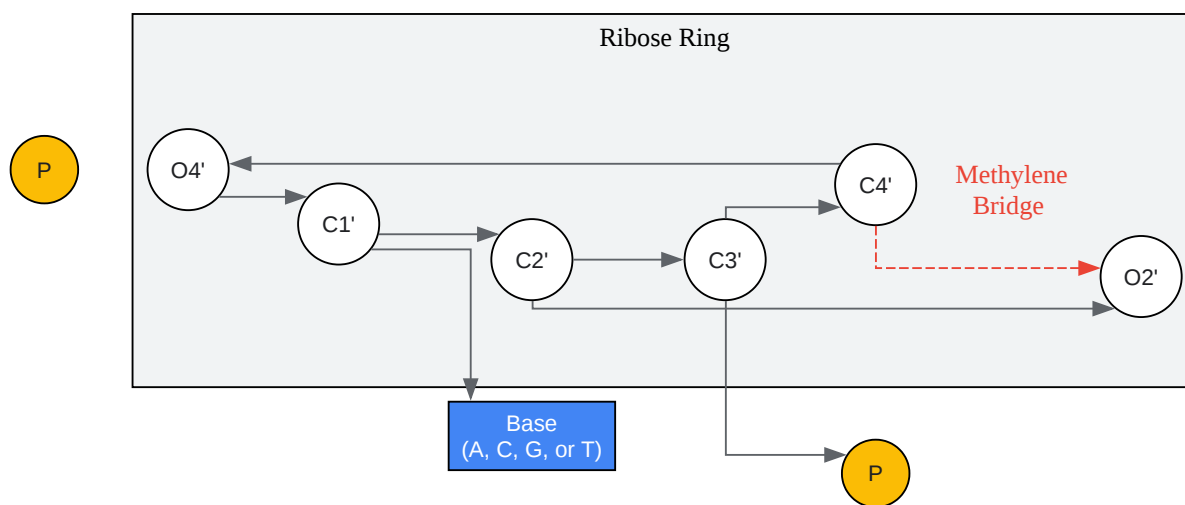 Ribose Ring
P
O4'
C1'
C2'
C3'
C4'
Methylene
Bridge
O2'
Base
(A, C, G, or T)
P